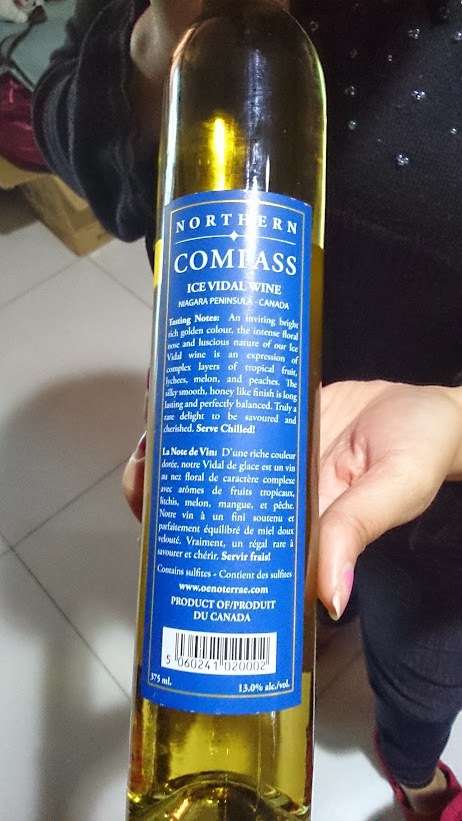 NORTHERN
COMPASS
ICE VIDAL WINE
NIAGARA PENINSULA - CANADA
Tasting Notes: An inviting bright
rich golden colour, the intense floral
nose and luscious nature of our Ice
Vidal wine is an expression of
complex layers of tropical fruit,
lychees, melon, and peaches. The
silky smooth, honey like finish is long
lasting and perfectly balanced. Truly a
rare delight to be savoured and
cherished. Serve Chilled!
La Note de Vin: D'une riche couleur
dorée, notre Vidal de glace est un vin
au nez floral de caractère complexe
avec arômes de fruits tropicaux,
litchis, melon, mangue, et pêche.
Notre vin à un fini soutenu et
parfaitement équilibré de miel doux
velouté. Vraiment, un régal rare à
savourer et chérir. Servir frais!
Contains sulfites - Contient des sulfites
www.oenoterrae.com
PRODUCT OF/PRODUIT
DU CANADA
5 060241 020002
375 ml. 13.0% alc./vol.